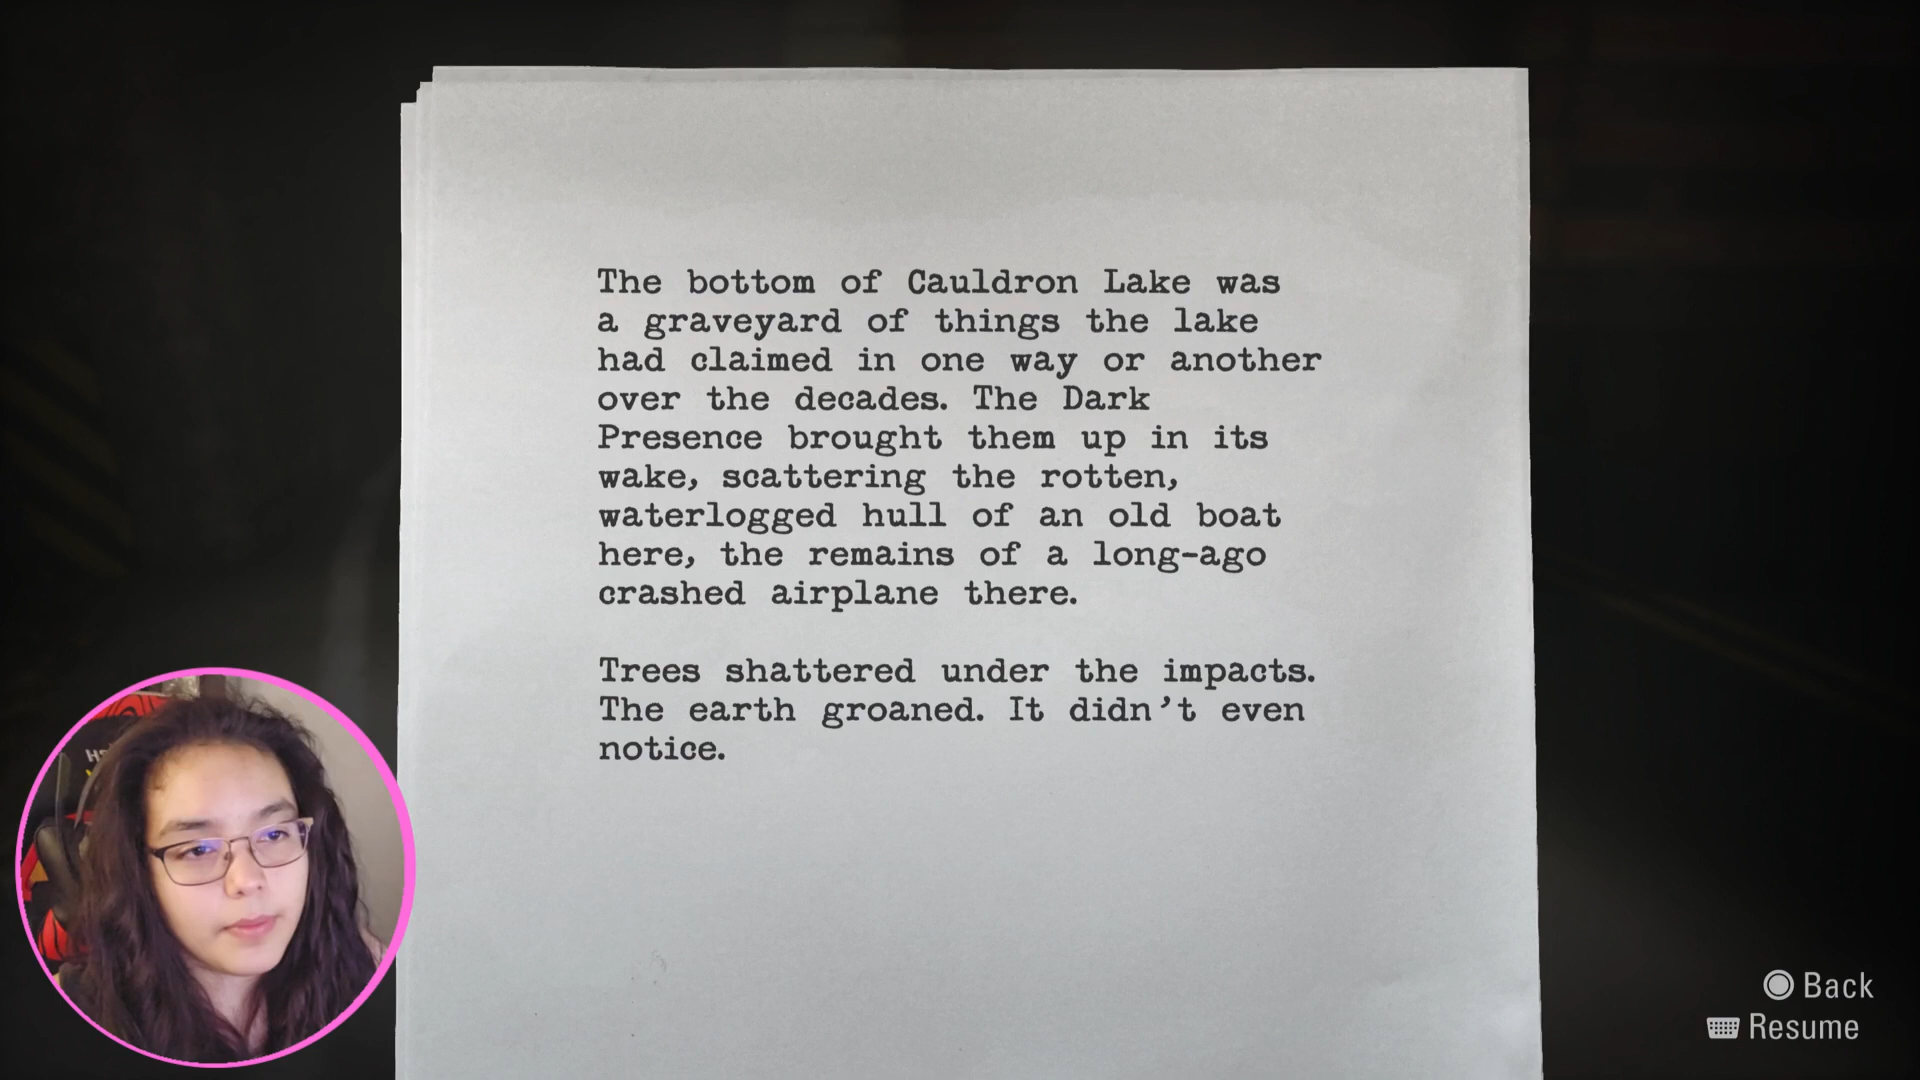 The bottom of Cauldron Lake was
a graveyard of things the lake
had claimed in one way or another
over the decades. The Dark
Presence brought them up in its
wake, scattering the rotten,
waterlogged hull of an old boat
here, the remains of a long-ago
crashed airplane there.
Trees shattered under the impacts.
The earth groaned. It didn't even
notice.
Back
Resume